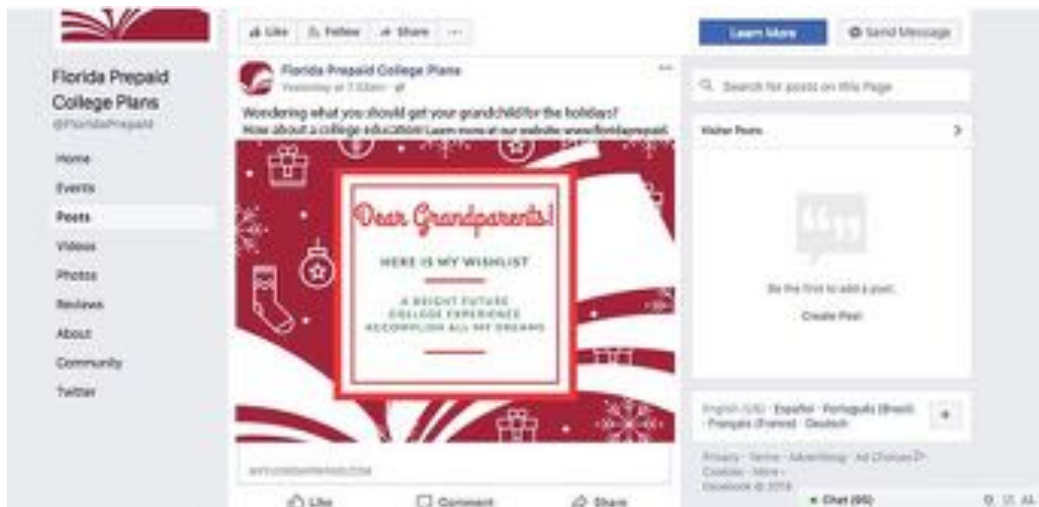 Like Follow Share ...
Learn More Send Message
Florida Prepaid
College Plans
@FloridaPrepaid
Home
Events
Posts
Videos
Photos
Reviews
About
Community
Twitter
Florida Prepaid College Plans
Yesterday at
Wondering what you should get your grandchild for the holidays?
How about a college education! Learn more at our website: www.floridaprepaid.
Dear Grandparents!
HERE IS MY WISHLIST
A BRIGHT FUTURE
COLLEGE EXPERIENCE
ACCOMPLISH ALL MY DREAMS
Like Comment Share
Search for posts on this Page
Visitor Posts
Be the first to add a post.
Create Post
English (US) · Español · Português (Brasil)
· Français (France) · Deutsch
Privacy · Terms · Advertising · Ad Choices
Cookies · More ·
Facebook © 2018
Chat (95)